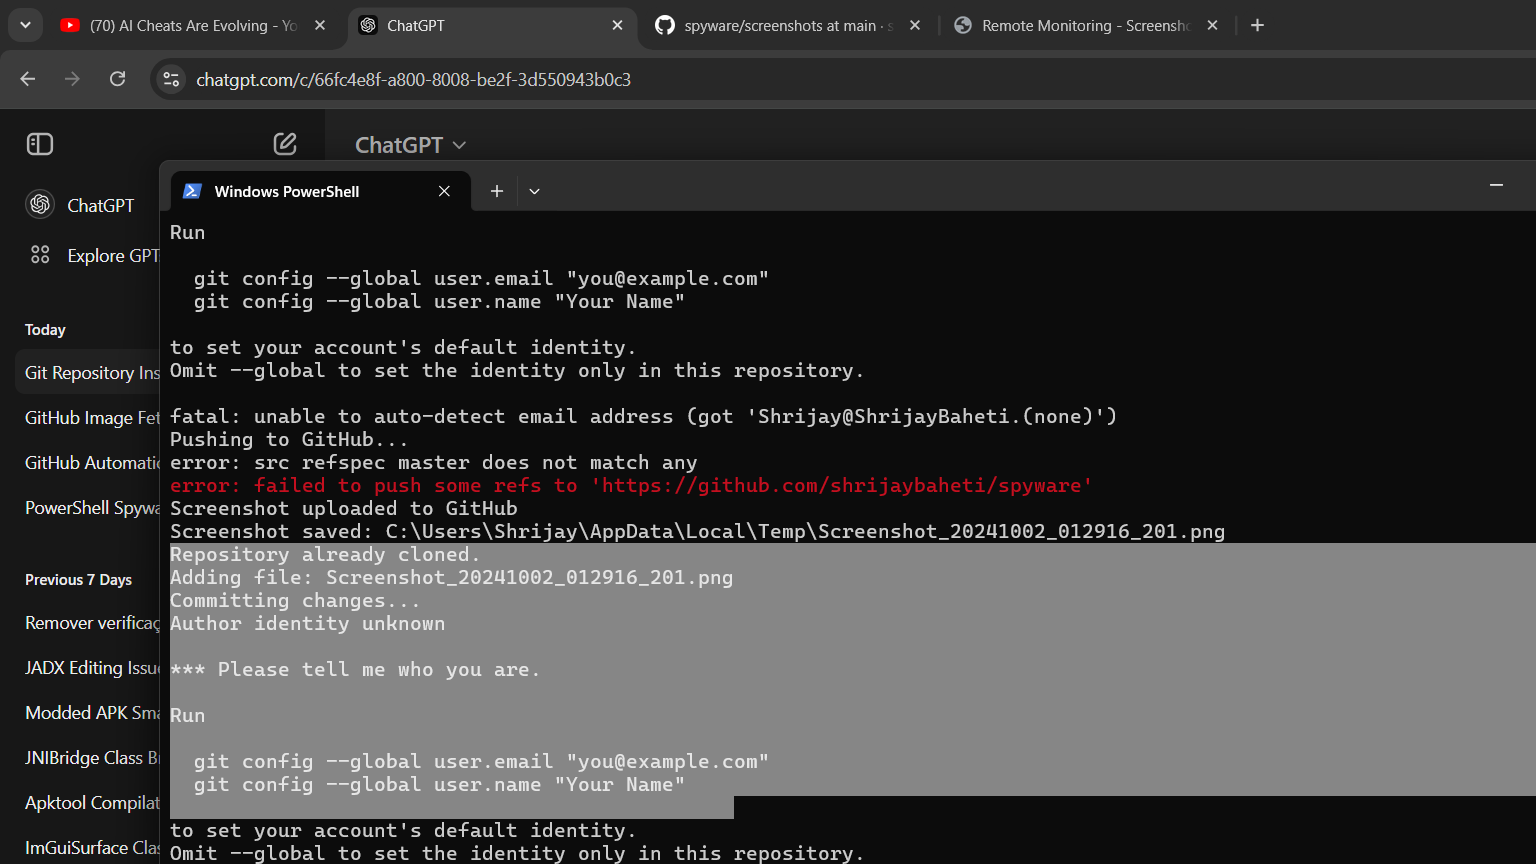 (70) AI Cheats Are Evolving - Yo
ChatGPT
spyware/screenshots at main · s
Remote Monitoring - Screensho
chatgpt.com/c/66fc4e8f-a800-8008-be2f-3d550943b0c3
ChatGPT
Windows PowerShell
ChatGPT
Explore GPT
Today
Git Repository Ins
GitHub Image Fet
GitHub Automatio
PowerShell Spywa
Previous 7 Days
Remover verificaç
JADX Editing Issue
Modded APK Sma
JNIBridge Class Br
Apktool Compilat
ImGuiSurface Clas
Run
git config --global user.email "you@example.com"
git config --global user.name "Your Name"
to set your account's default identity.
Omit --global to set the identity only in this repository.
fatal: unable to auto-detect email address (got 'Shrijay@ShrijayBaheti.(none)')
Pushing to GitHub...
error: src refspec master does not match any
error: failed to push some refs to 'https://github.com/shrijaybaheti/spyware'
Screenshot uploaded to GitHub
Screenshot saved: C:\Users\Shrijay\AppData\Local\Temp\Screenshot_20241002_012916_201.png
Repository already cloned.
Adding file: Screenshot_20241002_012916_201.png
Committing changes...
Author identity unknown
*** Please tell me who you are.
Run
git config --global user.email "you@example.com"
git config --global user.name "Your Name"
to set your account's default identity.
Omit --global to set the identity only in this repository.